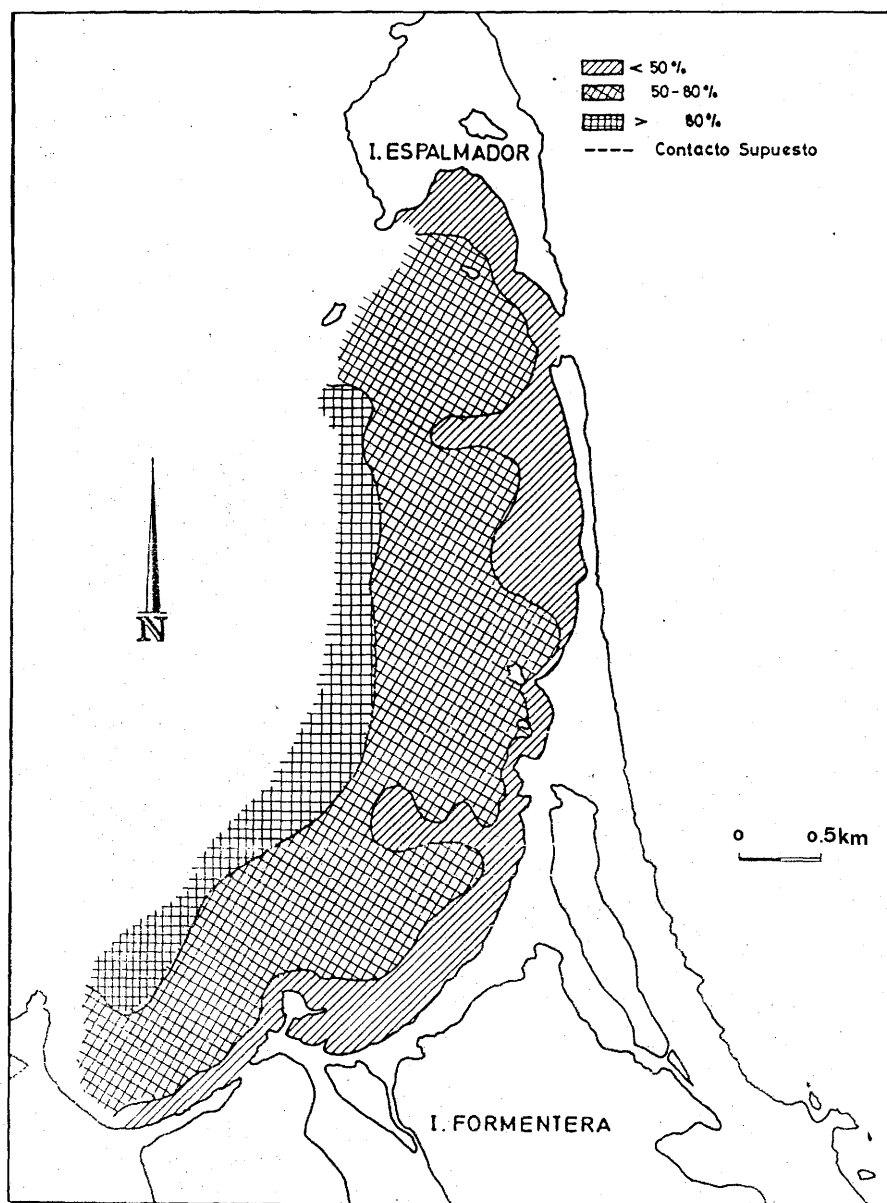 < 50%
50-80%
> 80%
---- Contacto Supuesto
I. ESPALMADOR
N
0 0.5km
I. FORMENTERA